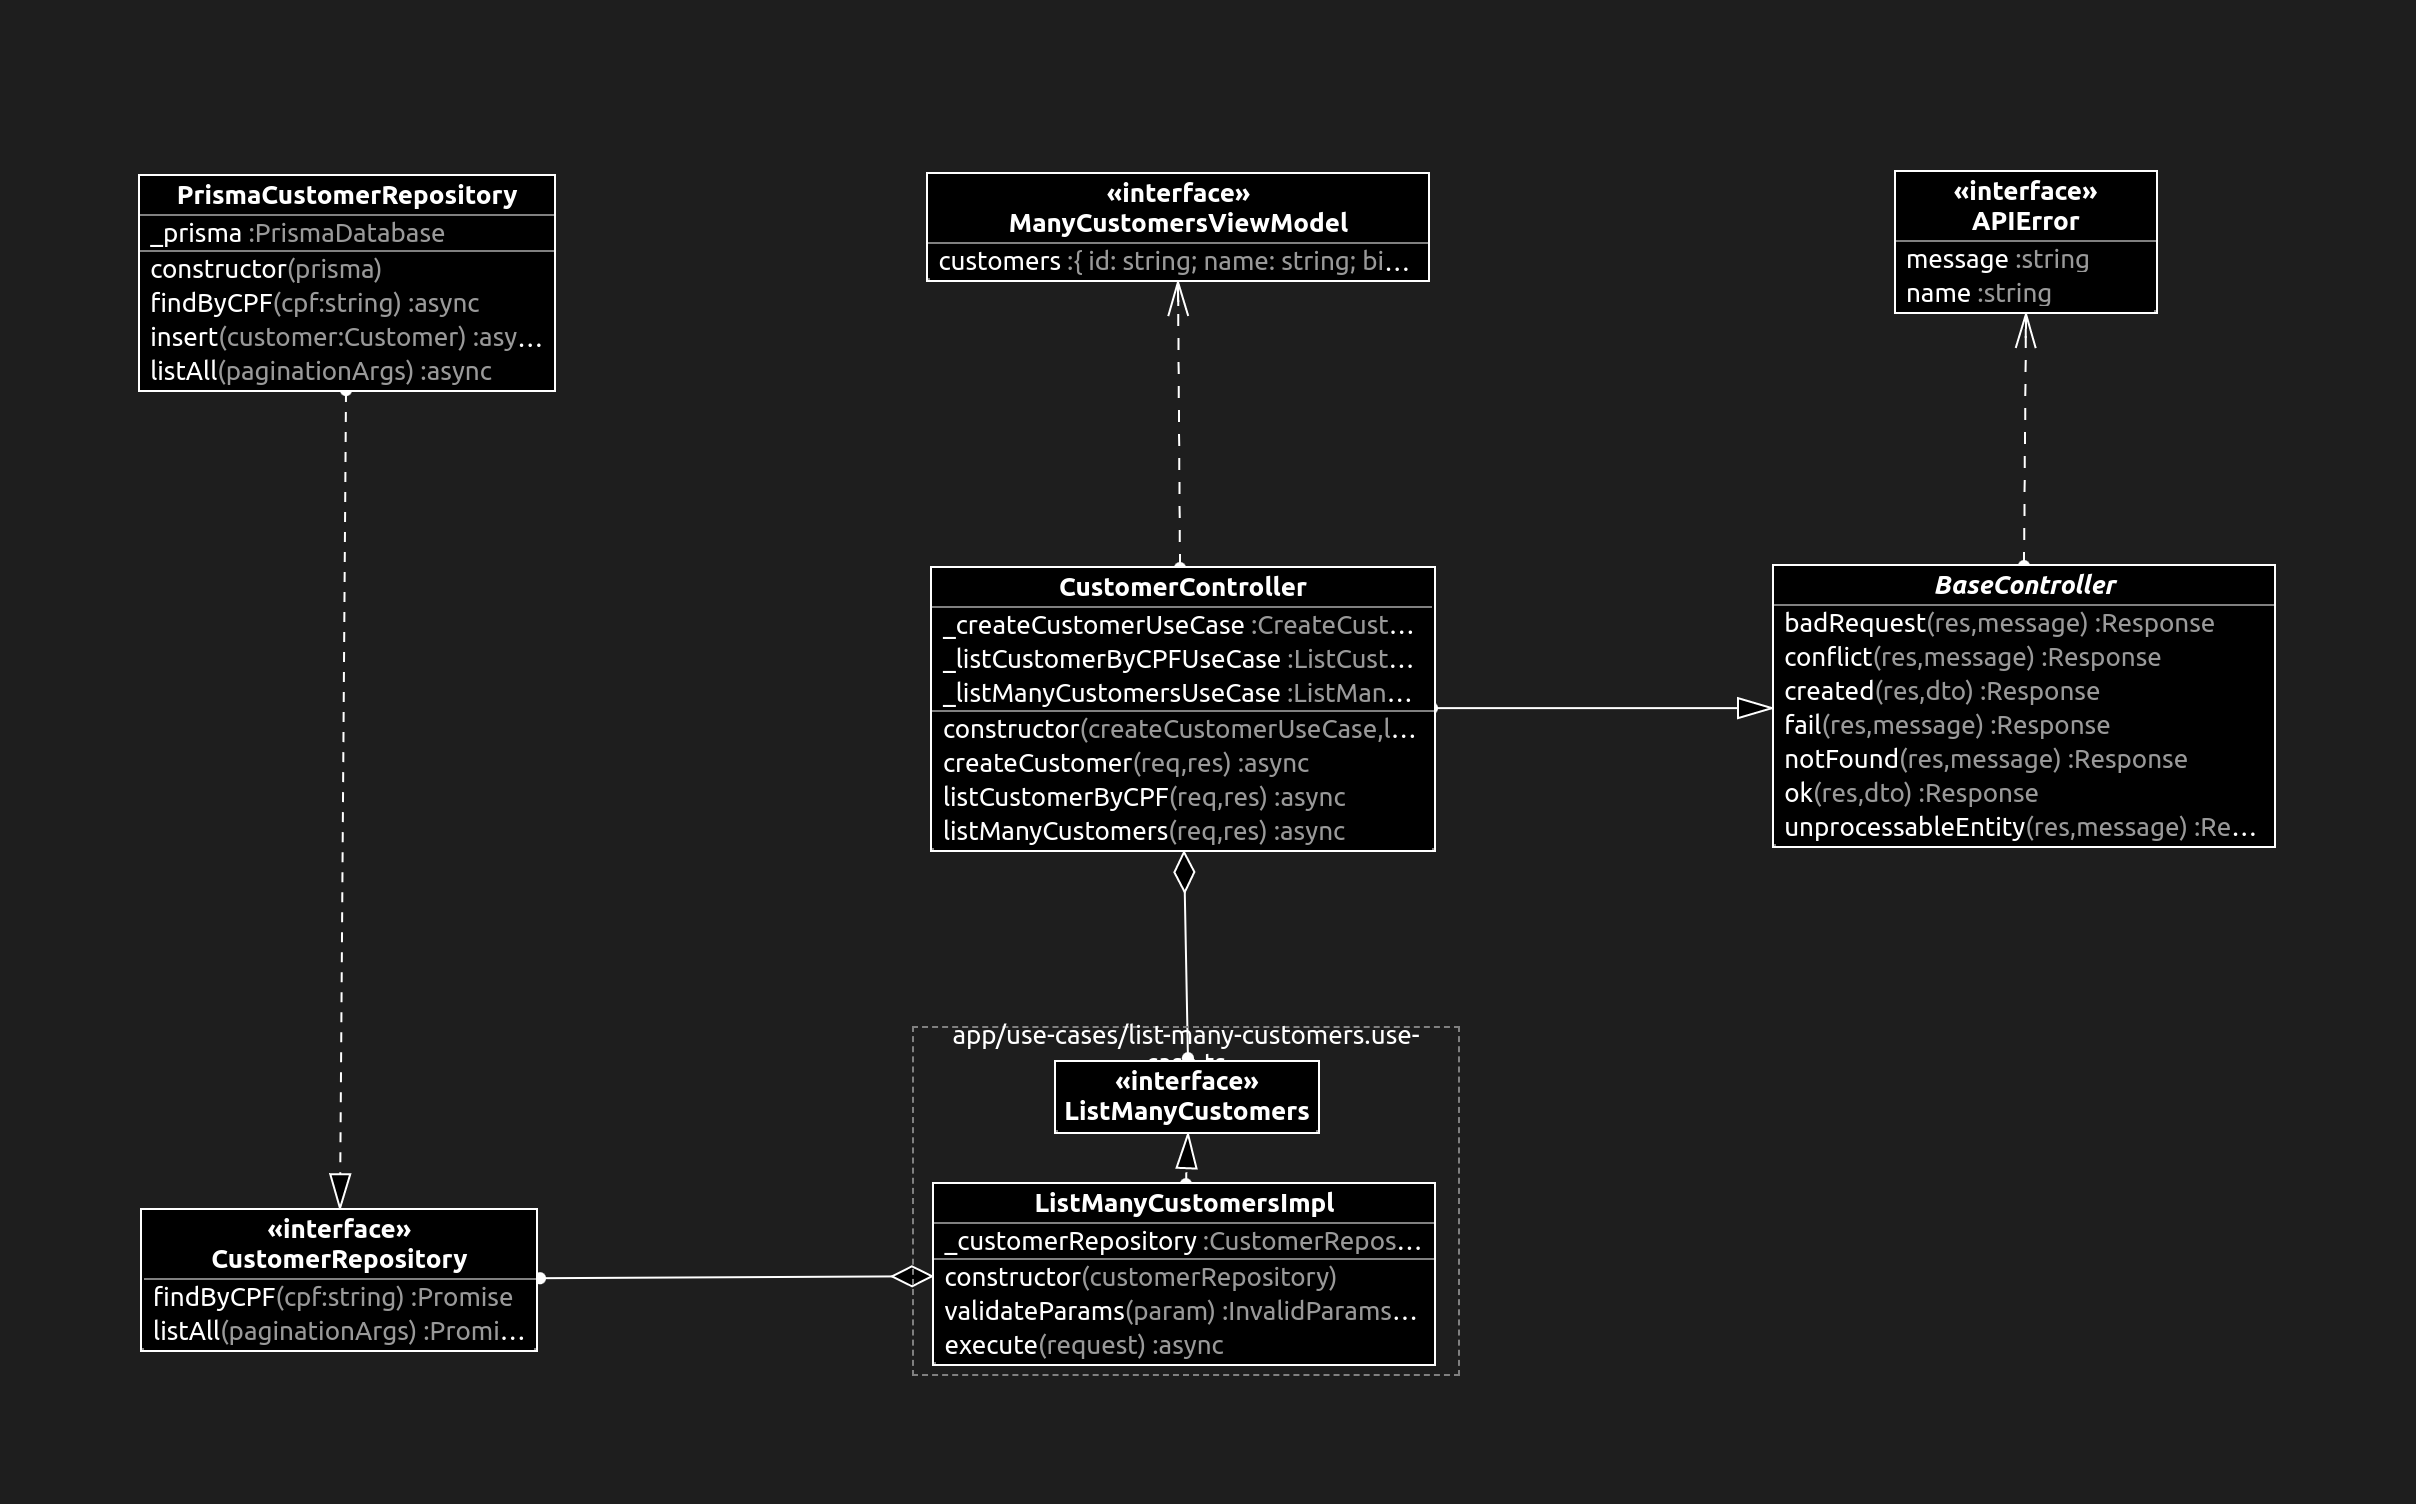 PrismaCustomerRepository
_prisma :PrismaDatabase
constructor(prisma)
findByCPF(cpf:string) :async
insert(customer:Customer) :asy...
listAll(paginationArgs) :async
«interface»
ManyCustomersViewModel
customers :{ id: string; name: string; bi...
«interface»
APIError
message :string
name :string
CustomerController
_createCustomerUseCase :CreateCust...
_listCustomerByCPFUseCase :ListCust...
_listManyCustomersUseCase :ListMan...
constructor(createCustomerUseCase,l...
createCustomer(req,res) :async
listCustomerByCPF(req,res) :async
listManyCustomers(req,res) :async
BaseController
badRequest(res,message) :Response
conflict(res,message) :Response
created(res,dto) :Response
fail(res,message) :Response
notFound(res,message) :Response
ok(res,dto) :Response
unprocessableEntity(res,message) :Re...
app/use-cases/list-many-customers.use-
«interface»
ListManyCustomers
ListManyCustomersImpl
_customerRepository :CustomerRepos...
constructor(customerRepository)
validateParams(param) :InvalidParams...
execute(request) :async
«interface»
CustomerRepository
findByCPF(cpf:string) :Promise
listAll(paginationArgs) :Promi...